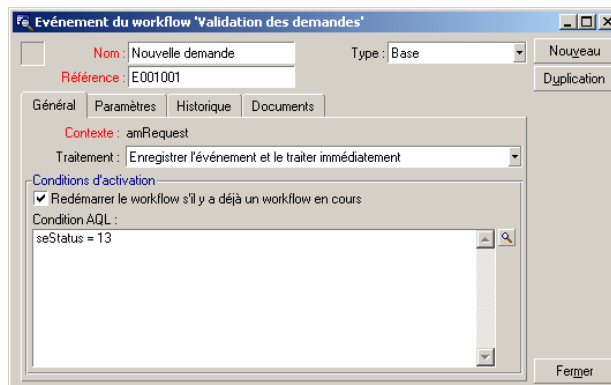 Evénement du workflow 'Validation des demandes'
Nom : Nouvelle demande Type : Base Nouveau
Référence : E001001 Duplication
Général Paramètres Historique Documents
Contexte : amRequest
Traitement : Enregistrer l'événement et le traiter immédiatement
Conditions d'activation
Redémarrer le workflow s'il y a déjà un workflow en cours
Condition AQL :
seStatus = 13
Fermer